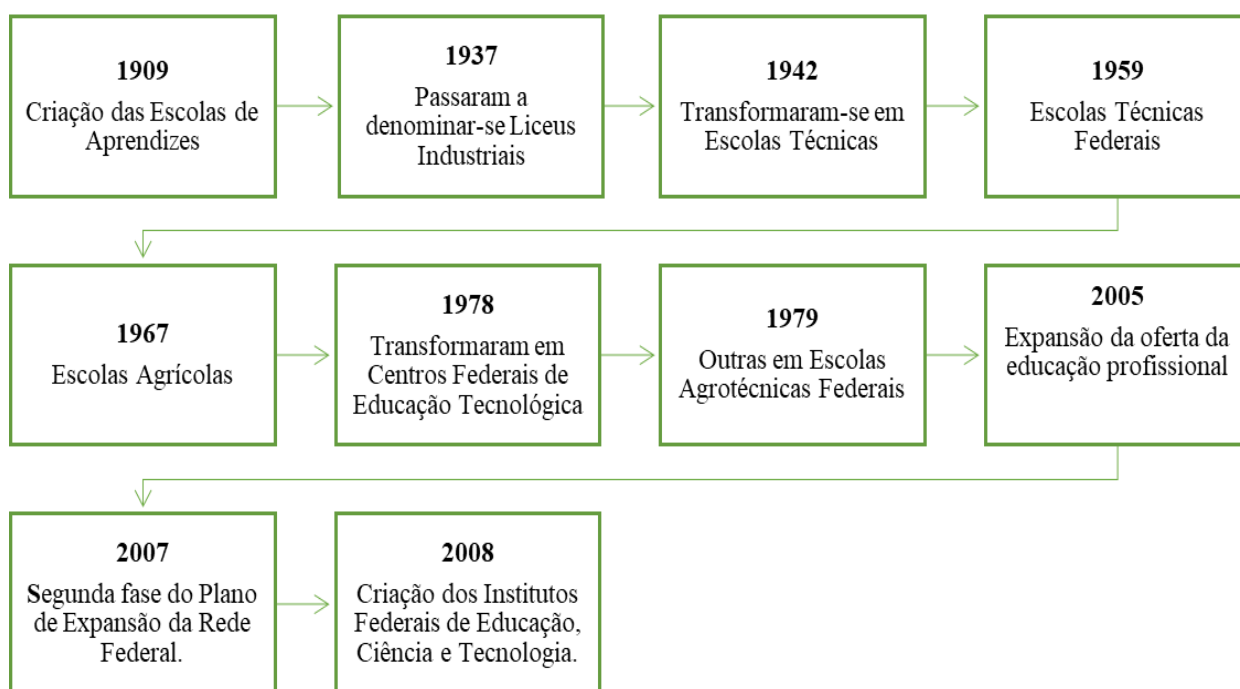 1909
Criação das Escolas de
Aprendizes
1937
Passaram a
denominar-se Liceus
Industriais
1942
Transformaram-se em
Escolas Técnicas
1959
Escolas Técnicas
Federais
1967
Escolas Agrícolas
1978
Transformaram em
Centros Federais de
Educação Tecnológica
1979
Outras em Escolas
Agrotécnicas Federais
2005
Expansão da oferta da
educação profissional
2007
Segunda fase do Plano
de Expansão da Rede
Federal.
2008
Criação dos Institutos
Federais de Educação,
Ciência e Tecnologia.